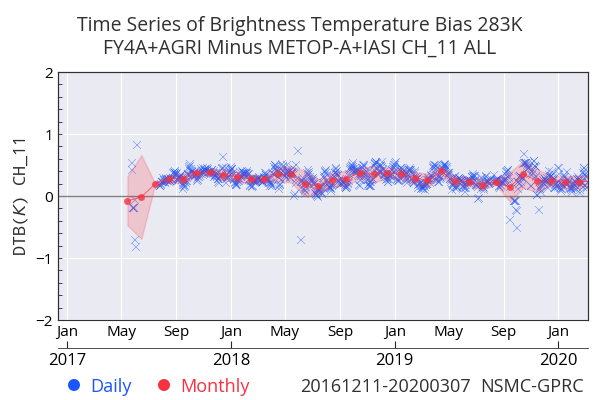 Time Series of Brightness Temperature Bias 283K
FY4A+AGRI Minus METOP-A+IASI CH_11 ALL
DTB(K) CH_11
2
1
0
−1
−2
Jan May Sep Jan May Sep Jan May Sep Jan
2017 2018 2019 2020
Daily Monthly 20161211-20200307 NSMC-GPRC